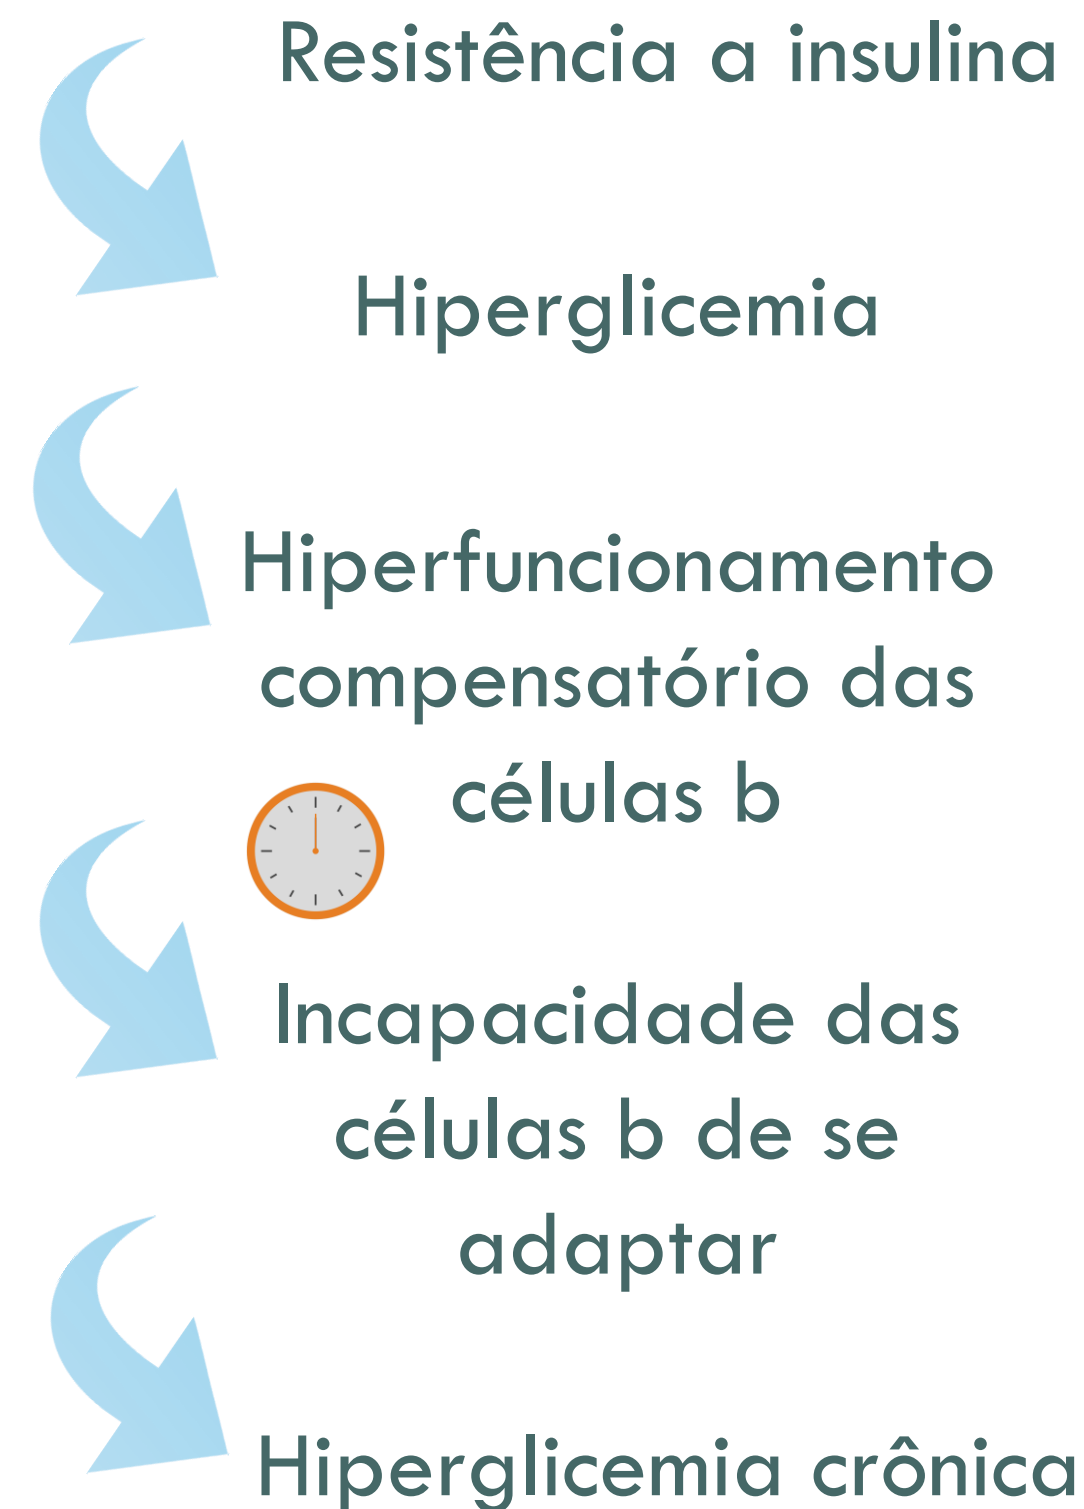 Resistência a insulina
Hiperglicemia
Hiperfuncionamento
compensatório das
células b
Incapacidade das
células b de se
adaptar
Hiperglicemia crônica